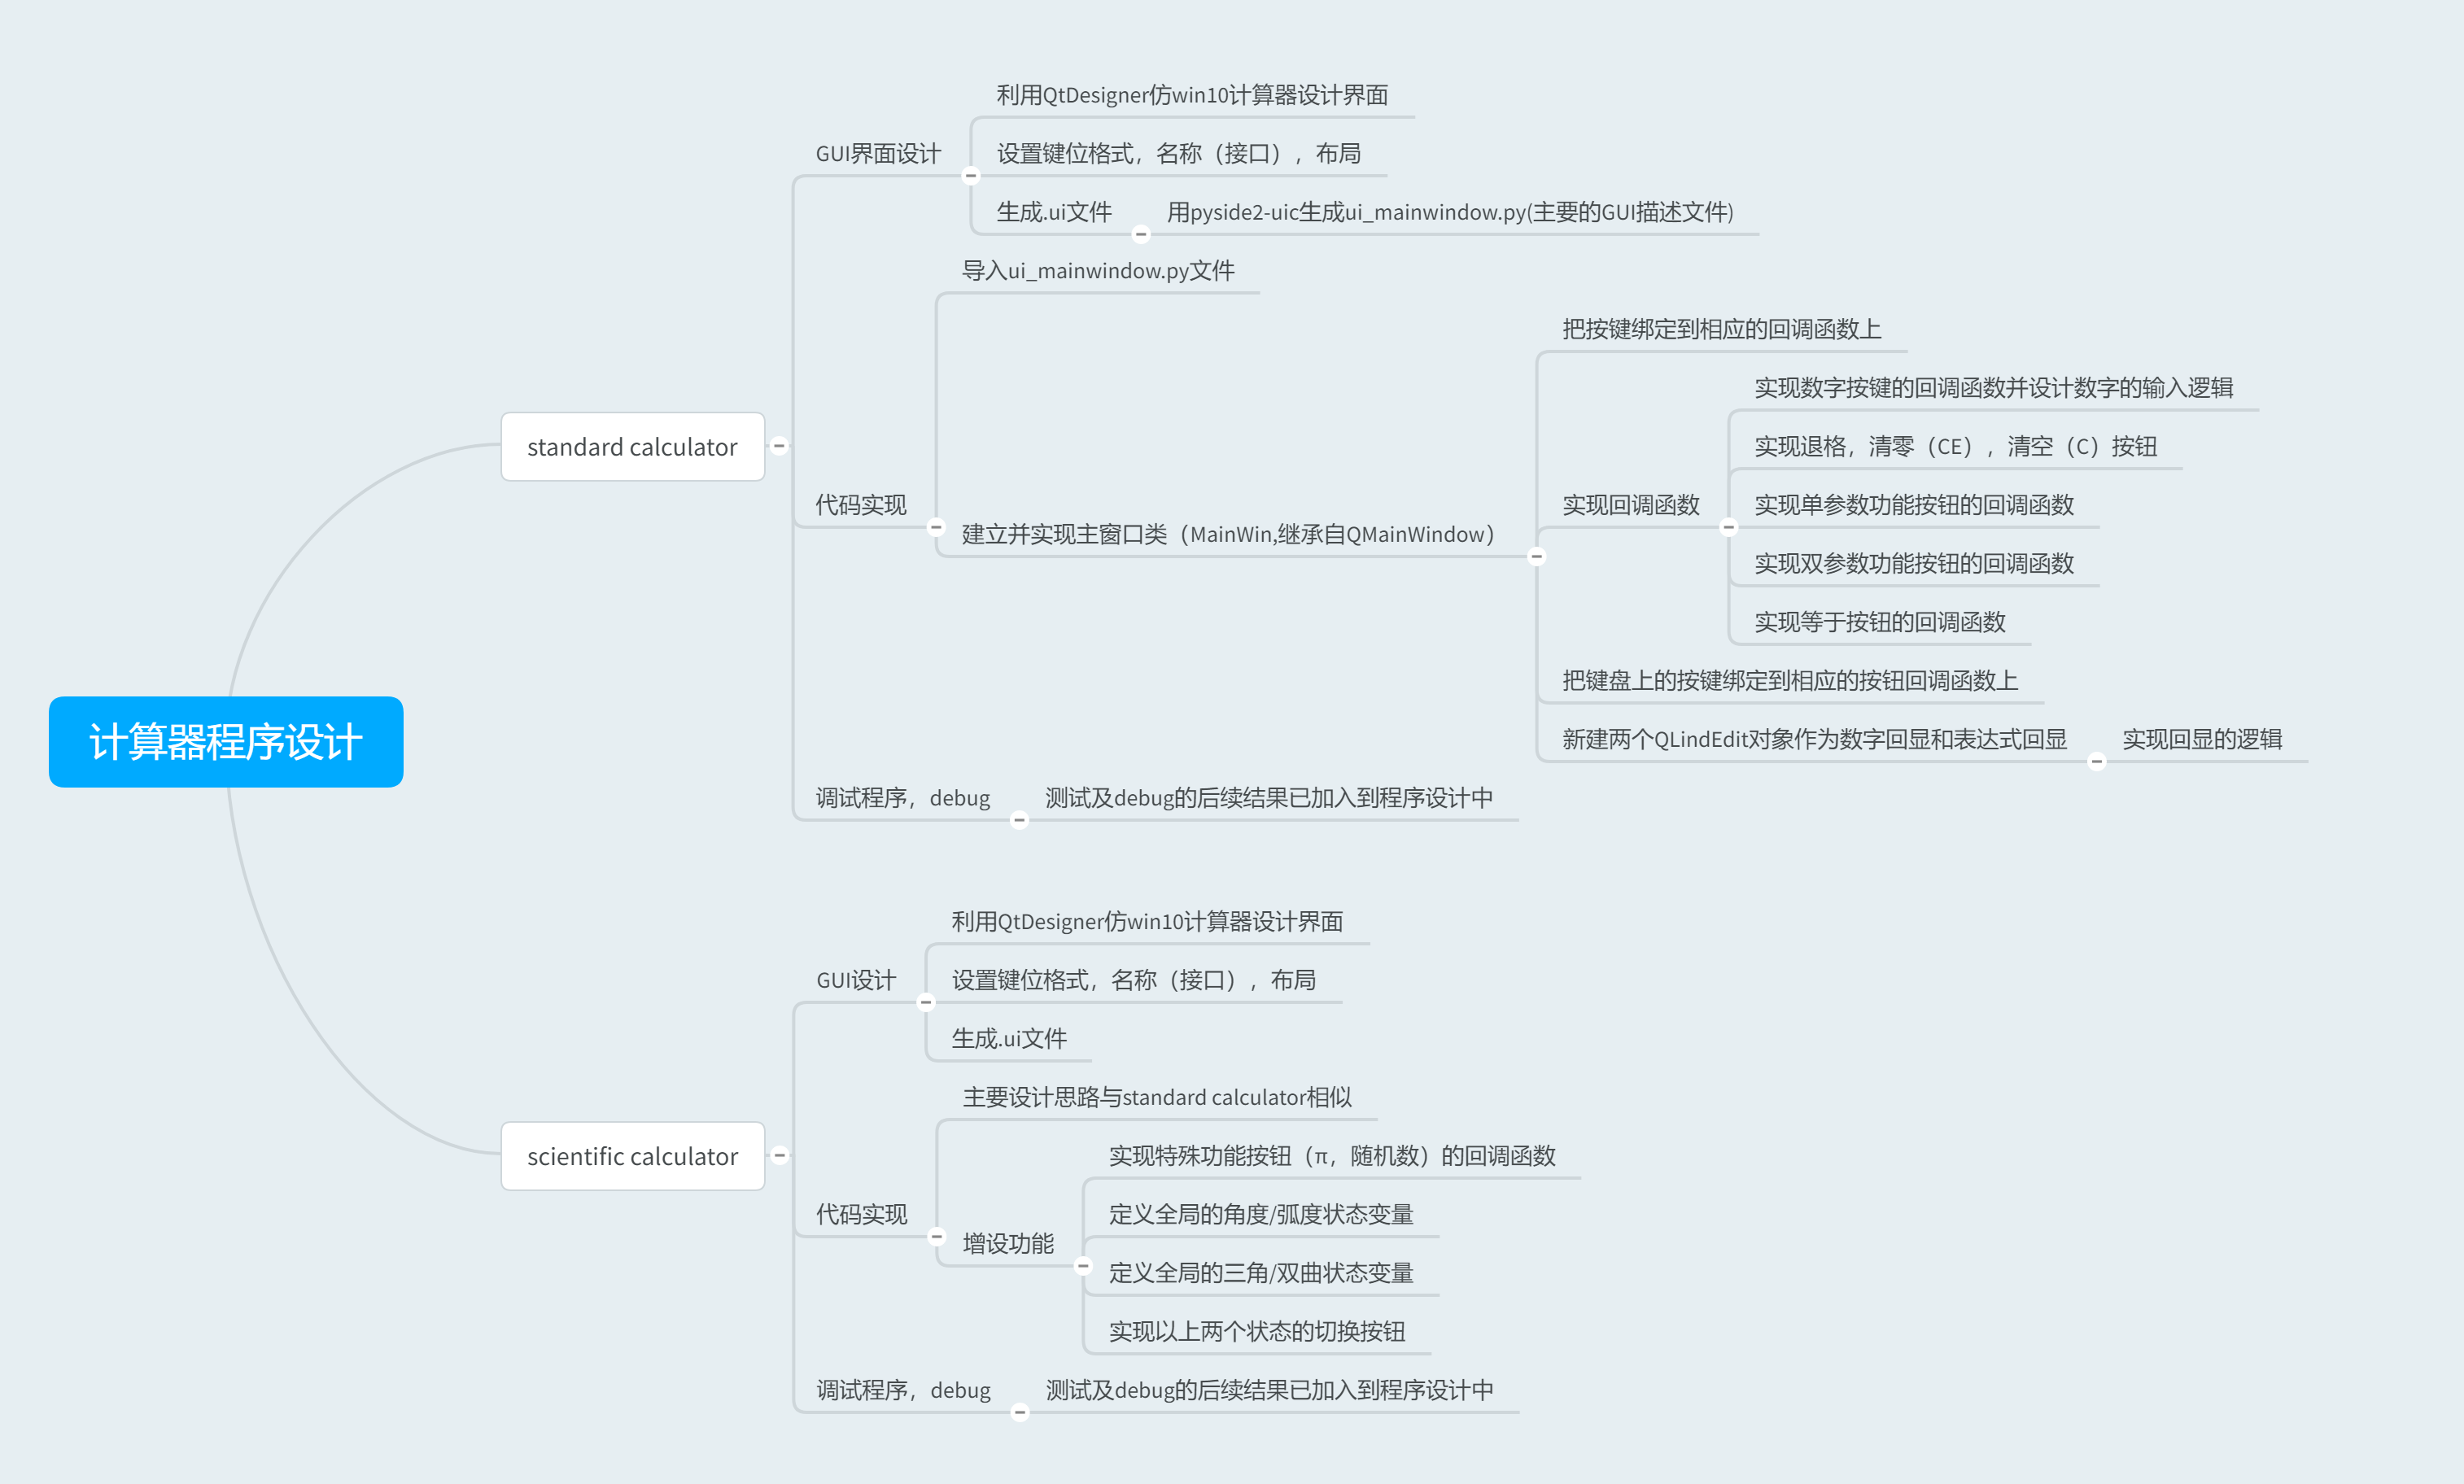 计算器程序设计
standard calculator
GUI界面设计
利用QtDesigner仿win10计算器设计界面
设置键位格式，名称（接口），布局
生成.ui文件
用pyside2-uic生成ui_mainwindow.py(主要的GUI描述文件)
代码实现
导入ui_mainwindow.py文件
建立并实现主窗口类（MainWin,继承自QMainWindow）
把按键绑定到相应的回调函数上
实现回调函数
实现数字按键的回调函数并设计数字的输入逻辑
实现退格，清零（CE），清空（C）按钮
实现单参数功能按钮的回调函数
实现双参数功能按钮的回调函数
实现等于按钮的回调函数
把键盘上的按键绑定到相应的按钮回调函数上
新建两个QLindEdit对象作为数字回显和表达式回显
实现回显的逻辑
调试程序，debug
测试及debug的后续结果已加入到程序设计中
scientific calculator
GUI设计
利用QtDesigner仿win10计算器设计界面
设置键位格式，名称（接口），布局
生成.ui文件
代码实现
主要设计思路与standard calculator相似
增设功能
实现特殊功能按钮（π，随机数）的回调函数
定义全局的角度/弧度状态变量
定义全局的三角/双曲状态变量
实现以上两个状态的切换按钮
调试程序，debug
测试及debug的后续结果已加入到程序设计中